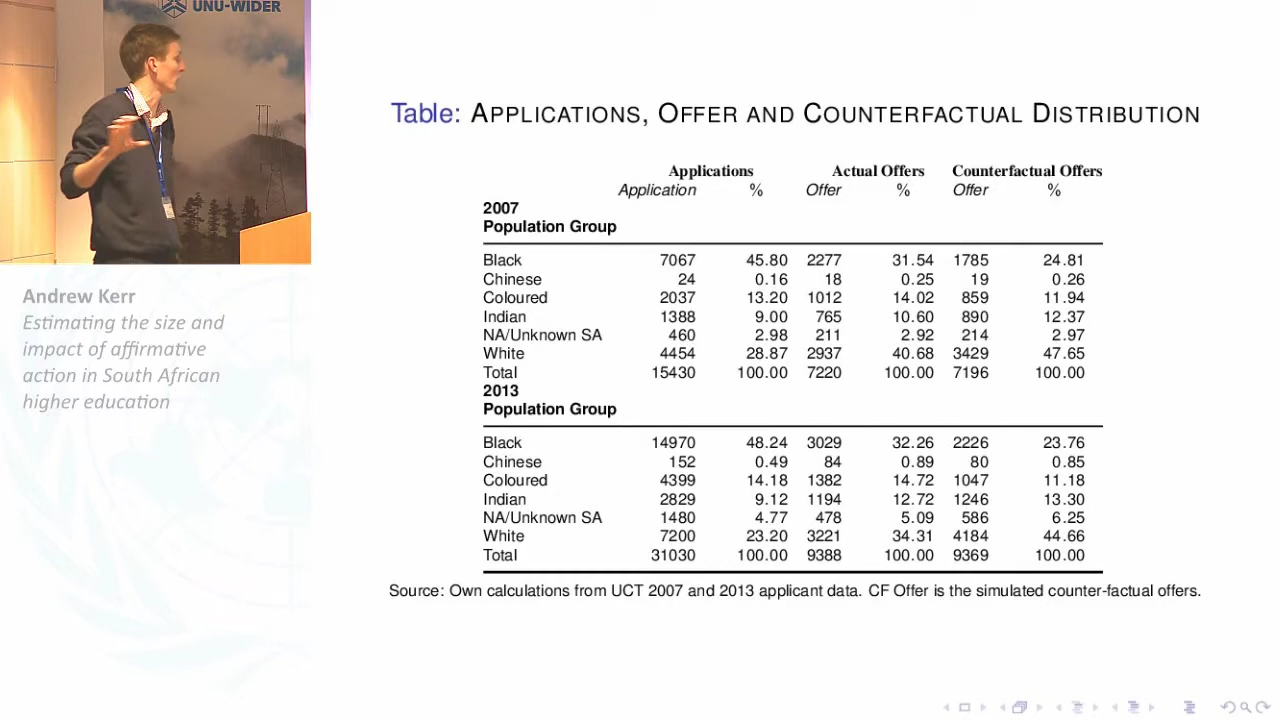 UNU-WIDER
Andrew Kerr
Estimating the size and
impact of affirmative
action in South African
higher education
Table: APPLICATIONS, OFFER AND COUNTERFACTUAL DISTRIBUTION
Applications Actual Offers Counterfactual Offers
Application % Offer % Offer %
2007
Population Group
Black 7067 45.80 2277 31.54 1785 24.81
Chinese 24 0.16 18 0.25 19 0.26
Coloured 2037 13.20 1012 14.02 859 11.94
Indian 1388 9.00 765 10.60 890 12.37
NA/Unknown SA 460 2.98 211 2.92 214 2.97
White 4454 28.87 2937 40.68 3429 47.65
Total 15430 100.00 7220 100.00 7196 100.00
2013
Population Group
Black 14970 48.24 3029 32.26 2226 23.76
Chinese 152 0.49 84 0.89 80 0.85
Coloured 4399 14.18 1382 14.72 1047 11.18
Indian 2829 9.12 1194 12.72 1246 13.30
NA/Unknown SA 1480 4.77 478 5.09 586 6.25
White 7200 23.20 3221 34.31 4184 44.66
Total 31030 100.00 9388 100.00 9369 100.00
Source: Own calculations from UCT 2007 and 2013 applicant data. CF Offer is the simulated counter-factual offers.